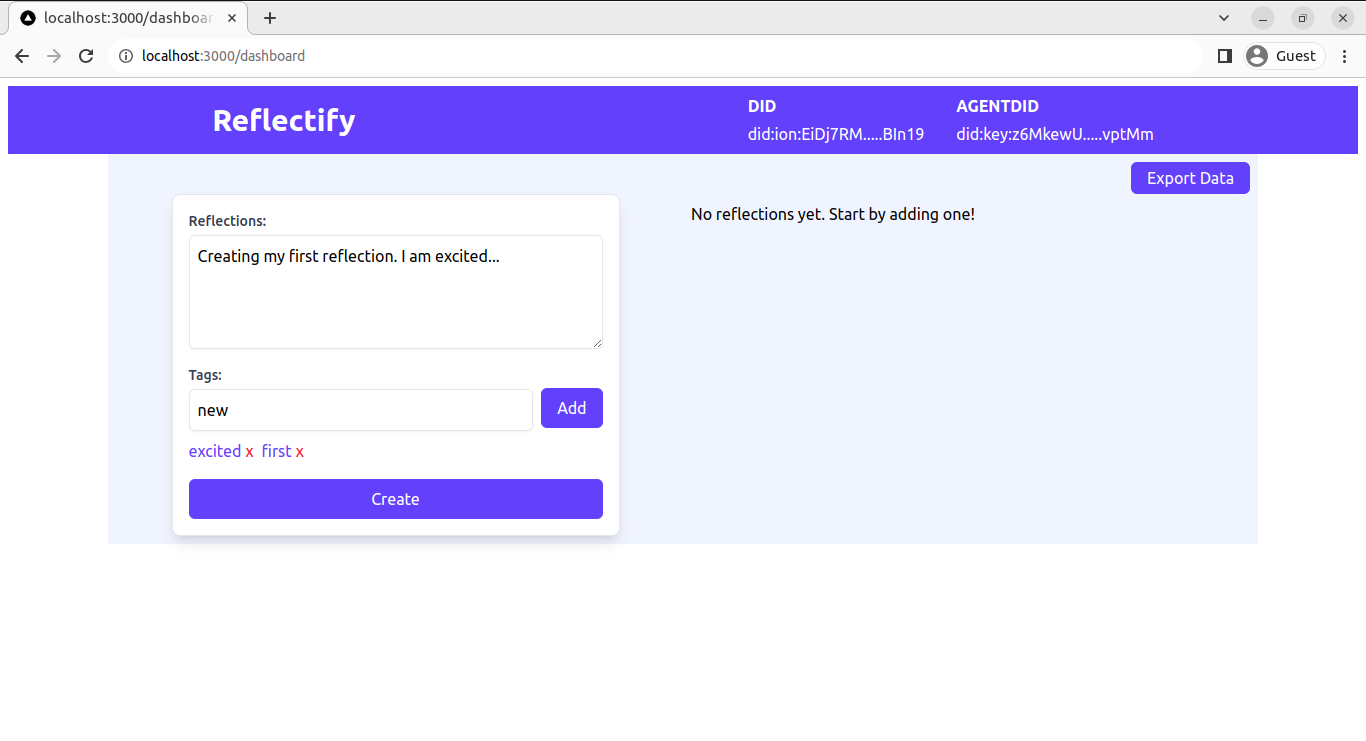 localhost:3000/dashboar
localhost:3000/dashboard
Guest
Reflectify
DID
did:ion:EiDj7RM.....BIn19
AGENTDID
did:key:z6MkewU.....vptMm
Export Data
Reflections:
Creating my first reflection. I am excited...
Tags:
new
Add
excited x first x
Create
No reflections yet. Start by adding one!